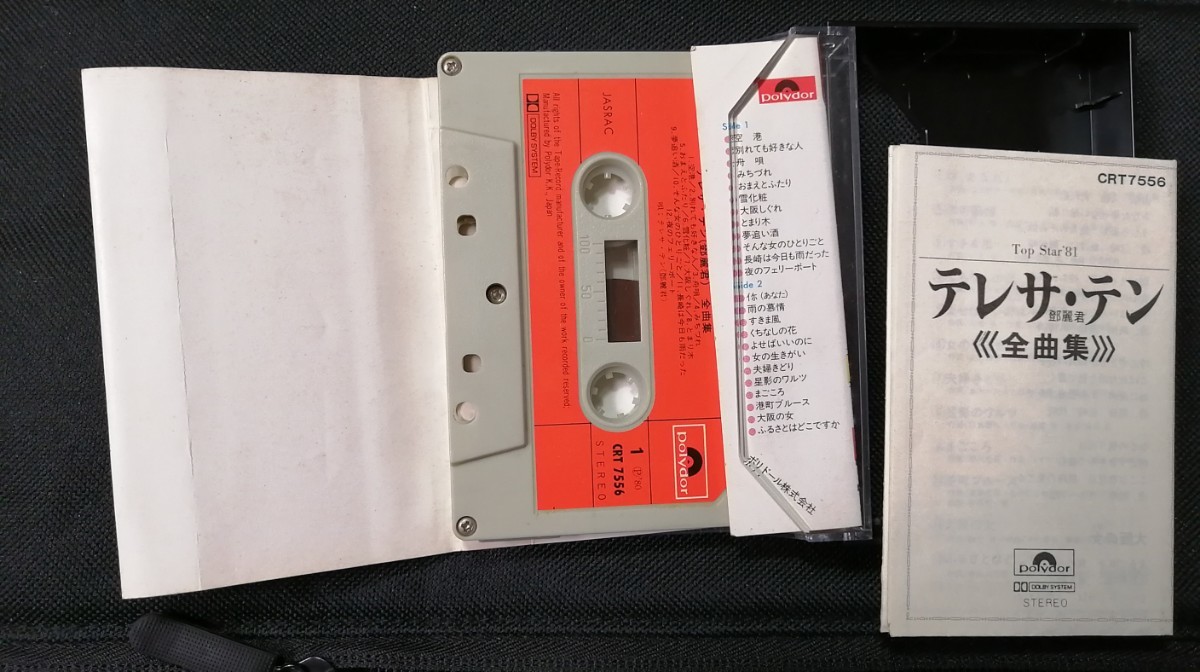 JASRAC
DOLBY SYSTEM
All rights of the Tape-Record manufacturer and of the owner of the work recorded reserved.
Manufactured by Polydor K.K., Japan
100 50 0
全曲集
polydor
1
℗'80
CRT 7556
STEREO
polydor
Side 1
空港
別れても好きな人
舟唄
みちづれ
おまえとふたり
雪化粧
大阪しぐれ
とまり木
夢追い酒
そんな女のひとりごと
長崎は今日も雨だった
夜のフェリーボート
Side 2
你(あなた)
雨の慕情
すきま風
くちなしの花
よせばいいのに
女の生きがい
夫婦きどり
星影のワルツ
まごころ
港町ブルース
大阪の女
ふるさとはどこですか
ポリドール株式会社
CRT7556
Top Star'81
テレサ・テン
鄧麗君
《全曲集》
polydor
DOLBY SYSTEM
STEREO